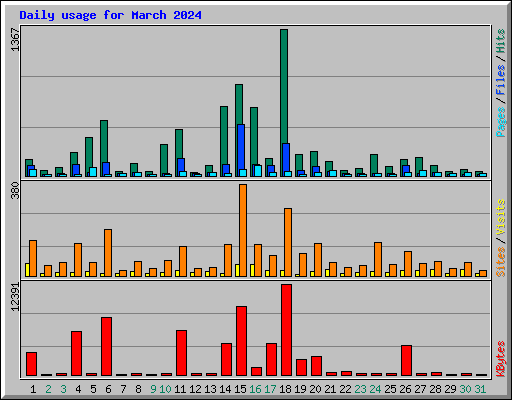 Daily usage for March 2024
1367
Pages / Files / Hits
380
Sites / Visits
12391
KBytes
1 2 3 4 5 6 7 8 9 10 11 12 13 14 15 16 17 18 19 20 21 22 23 24 25 26 27 28 29 30 31